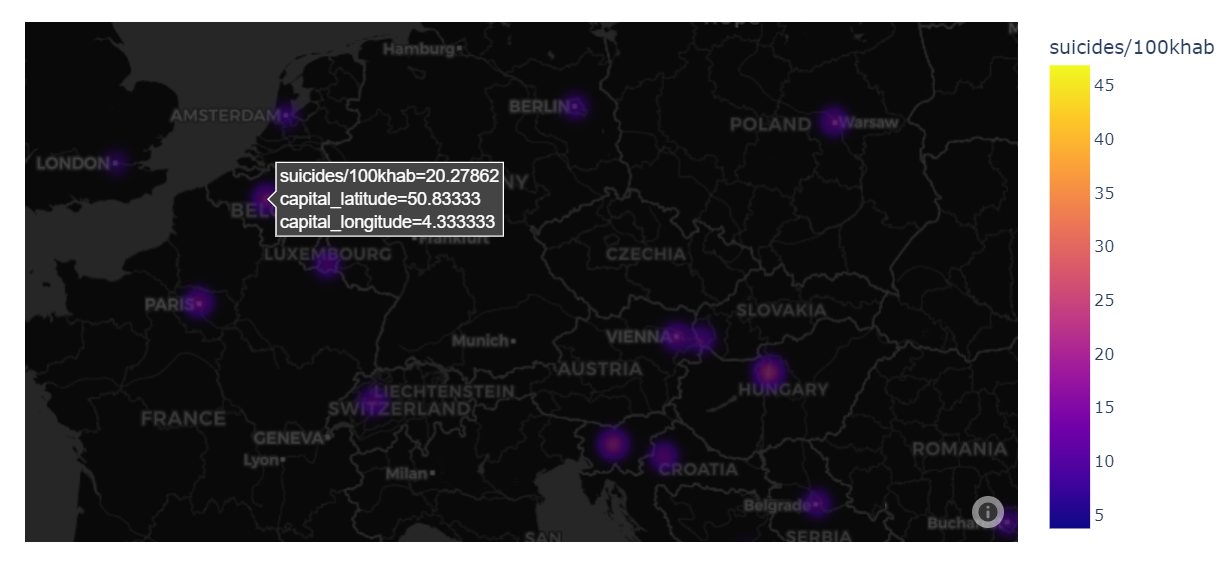 suicides/100khab
Hamburg
AMSTERDAM
BERLIN
POLAND
Warsaw
LONDON
suicides/100khab=20.27862
capital_latitude=50.83333
capital_longitude=4.333333
NY
BEL
Frankfurt
LUXEMBOURG
CZECHIA
PARIS
SLOVAKIA
VIENNA
Munich
AUSTRIA
HUNGARY
LIECHTENSTEIN
SWITZERLAND
FRANCE
GENEVA
Lyon
Milan
CROATIA
ROMANIA
Belgrade
SERBIA
SAN
i
45
40
35
30
25
20
15
10
5